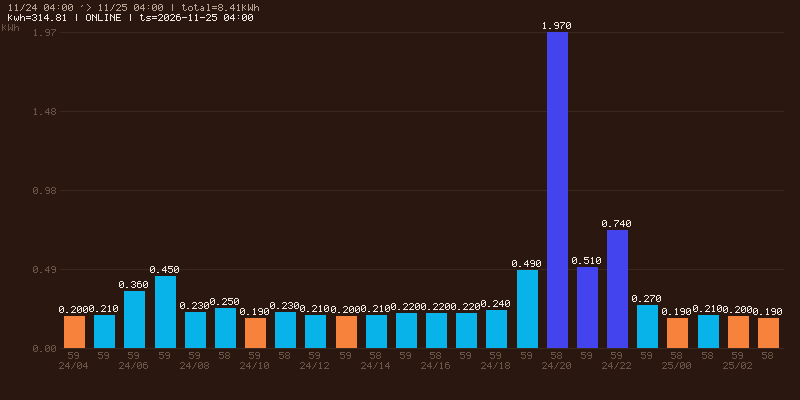 11/24 04:00 -> 11/25 04:00 | total=8.41kWh
Kwh=314.81 | ONLINE | ts=2026-11-25 04:00
kWh
1.97
1.48
0.98
0.49
0.00
0.200 0.210 0.360 0.450 0.230 0.250 0.190 0.230 0.210 0.200 0.210 0.220 0.220 0.220 0.240 0.490 1.970 0.510 0.740 0.270 0.190 0.210 0.200 0.190
59 59 59 59 59 58 59 58 59 59 58 59 58 59 58 59 58 59 59 59 58 58 59 58
24/04 24/06 24/08 24/10 24/12 24/14 24/16 24/18 24/20 24/22 25/00 25/02